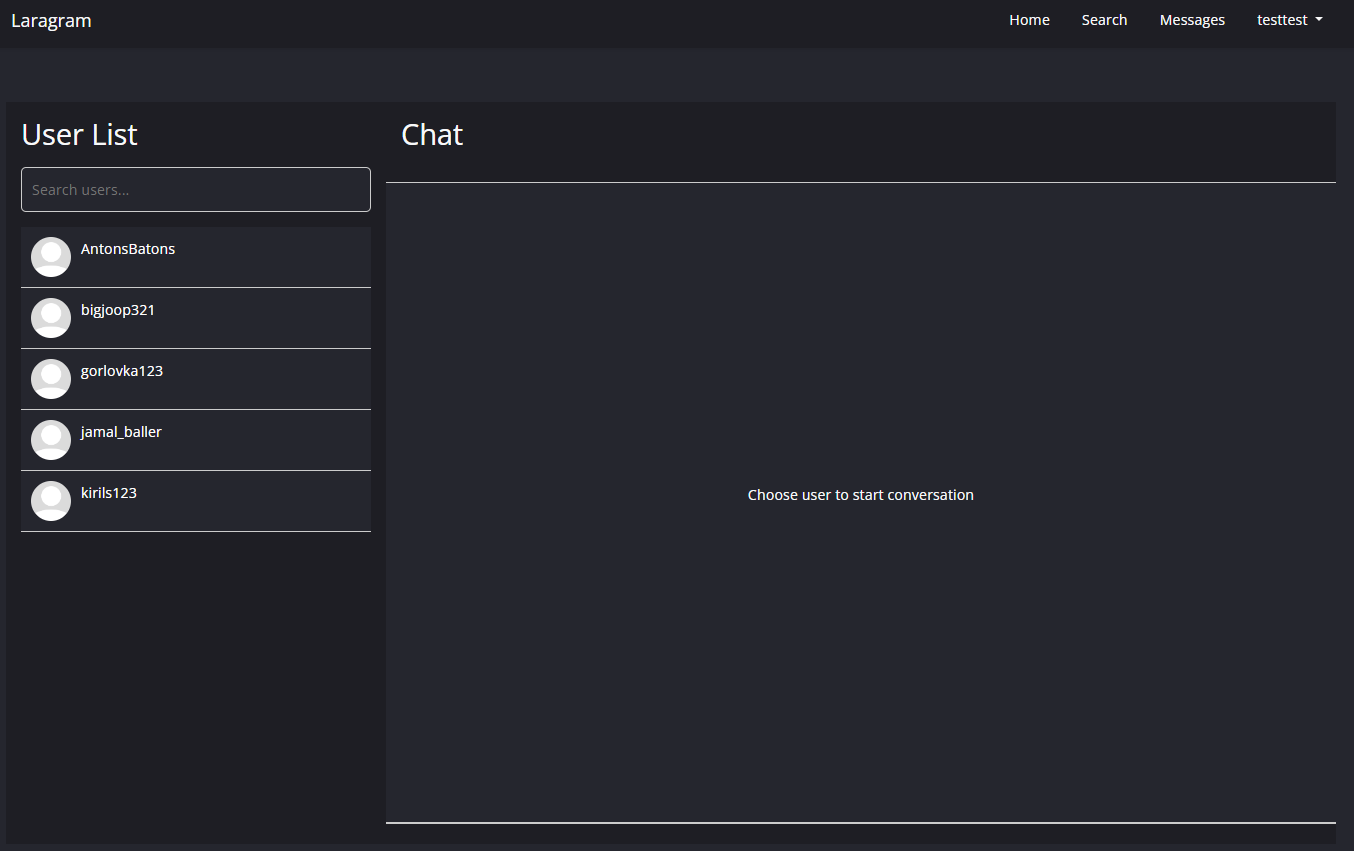 Laragram
Home Search Messages testtest
User List
Search users...
AntonsBatons
bigjoop321
gorlovka123
jamal_baller
kirils123
Chat
Choose user to start conversation